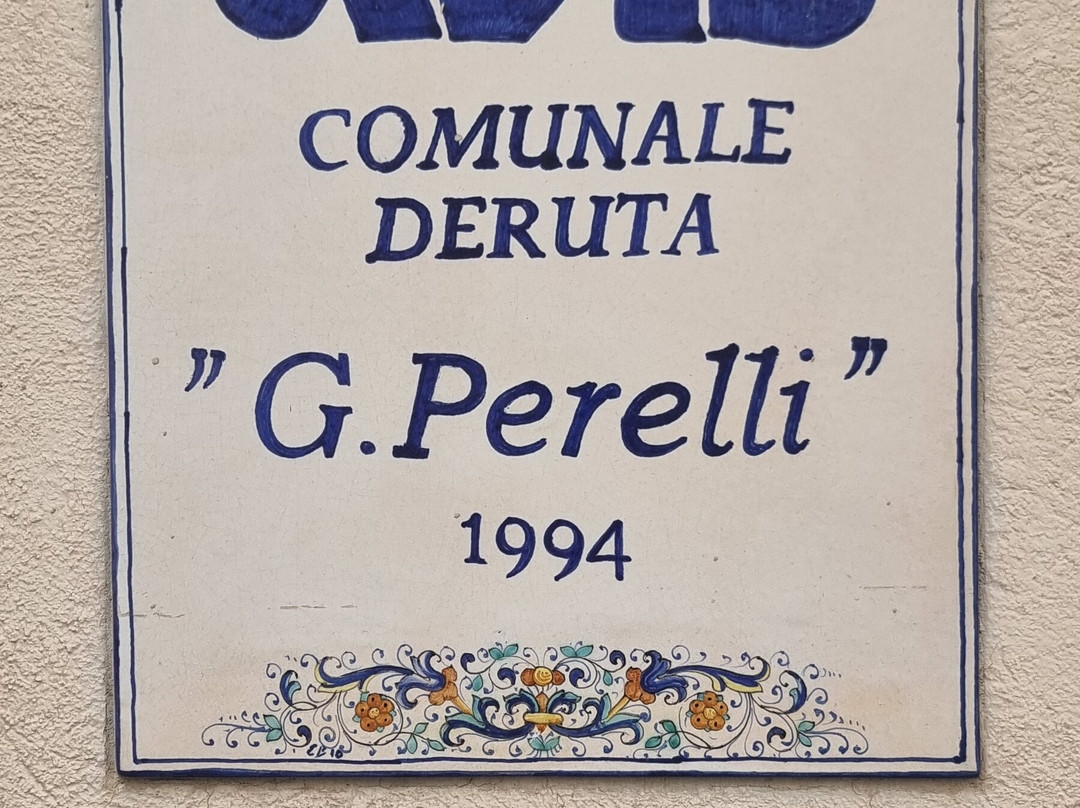 COMUNALE
DERUTA
"G.Perelli"
1994